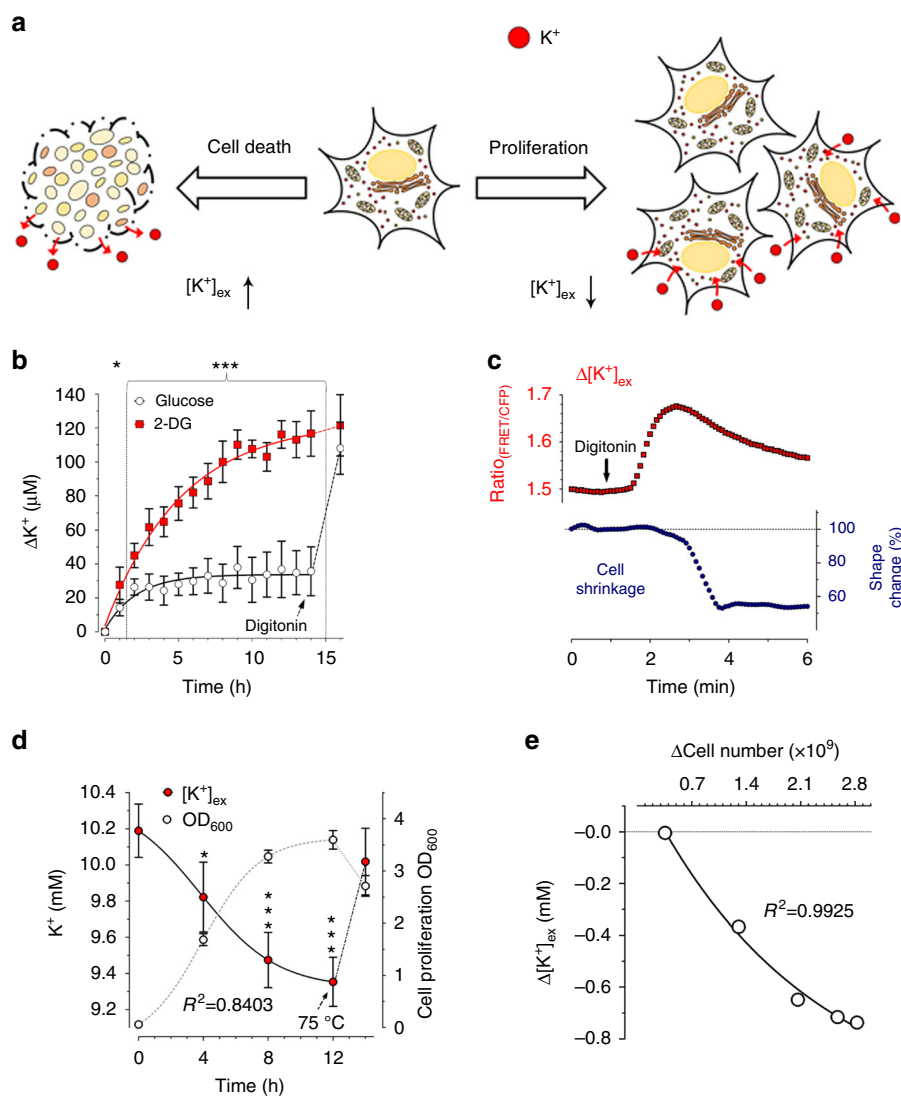 a
K+
Cell death
Proliferation
[K+]ex ↑
[K+]ex ↓
b
* ***
140
120
100
80
60
40
20
0
ΔK+ (μM)
Glucose
2-DG
Digitonin
0 5 10 15
Time (h)
c
Δ[K+]ex
1.7
1.6
1.5
Ratio(FRET/CFP)
Digitonin
Cell
shrinkage
100
80
60
Shape
change (%)
0 2 4 6
Time (min)
d
[K+]ex
OD600
10.4
10.2
10.0
9.8
9.6
9.4
9.2
K+ (mM)
*
***
***
R2=0.8403
75 °C
4
3
2
1
0
Cell proliferation OD600
0 4 8 12
Time (h)
e
ΔCell number (×109)
0.7 1.4 2.1 2.8
–0.0
–0.2
–0.4
–0.6
–0.8
Δ[K+]ex (mM)
R2=0.9925